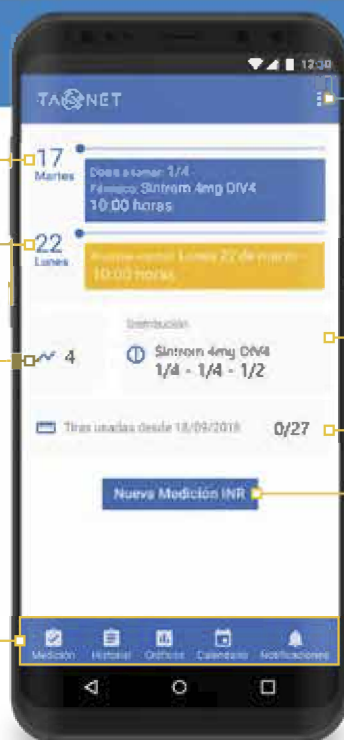 12:30
TAONET
17
Martes
Dosis a tomar: 1/4
Fármaco: Sintrom 4mg DIV4
10:00 horas
22
Lunes
Lunes 22 de marzo
10:00 horas
4
Distribución
Sintrom 4mg DIV4
1/4 - 1/4 - 1/2
Tiras usadas desde 18/09/2018
0/27
Nueva Medición INR
Medición
Historial
Gráficos
Calendario
Notificaciones